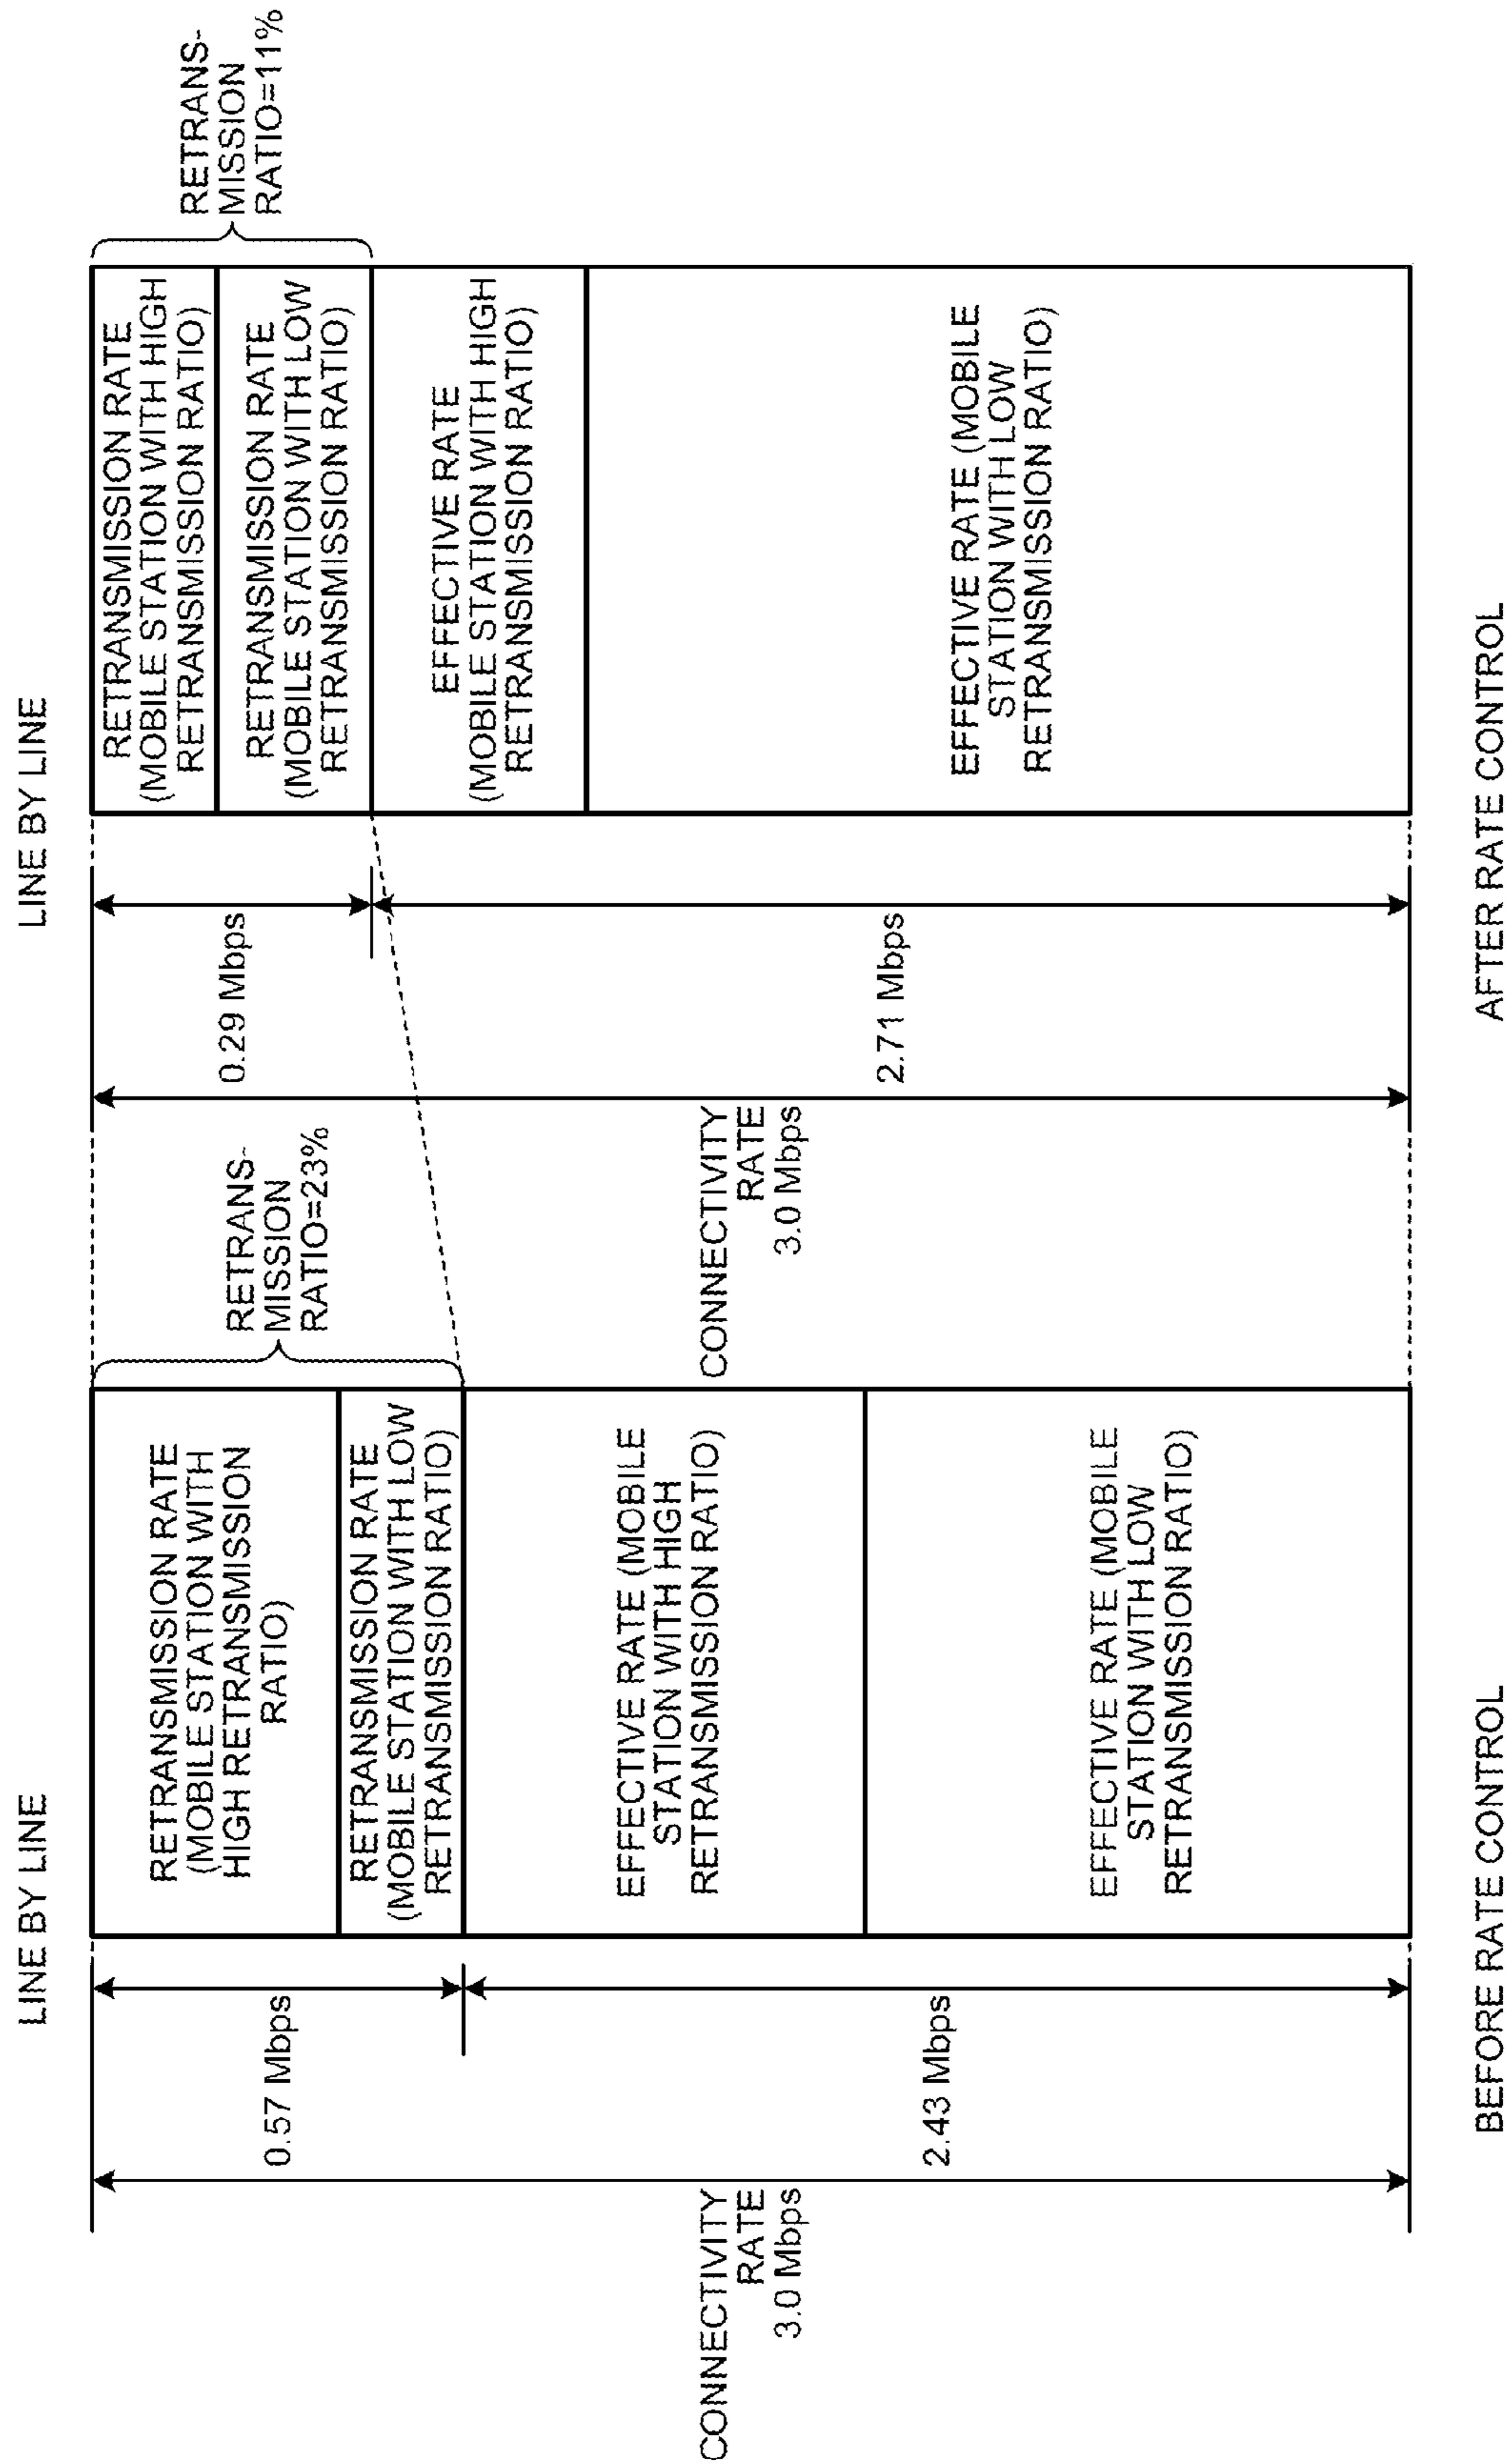 LINE BY LINE
CONNECTIVITY
RATE
3.0 Mbps
0.57 Mbps
2.43 Mbps
RETRANSMISSION RATE
(MOBILE STATION WITH
HIGH RETRANSMISSION
RATIO)
RETRANSMISSION RATE
(MOBILE STATION WITH LOW
RETRANSMISSION RATIO)
EFFECTIVE RATE (MOBILE
STATION WITH HIGH
RETRANSMISSION RATIO)
EFFECTIVE RATE (MOBILE
STATION WITH LOW
RETRANSMISSION RATIO)
RETRANS-
MISSION
RATIO=23%
BEFORE RATE CONTROL
LINE BY LINE
CONNECTIVITY
RATE
3.0 Mbps
0.29 Mbps
2.71 Mbps
RETRANSMISSION RATE
(MOBILE STATION WITH HIGH
RETRANSMISSION RATIO)
RETRANSMISSION RATE
(MOBILE STATION WITH LOW
RETRANSMISSION RATIO)
EFFECTIVE RATE
(MOBILE STATION WITH HIGH
RETRANSMISSION RATIO)
EFFECTIVE RATE (MOBILE
STATION WITH LOW
RETRANSMISSION RATIO)
RETRANS-
MISSION
RATIO=11%
AFTER RATE CONTROL